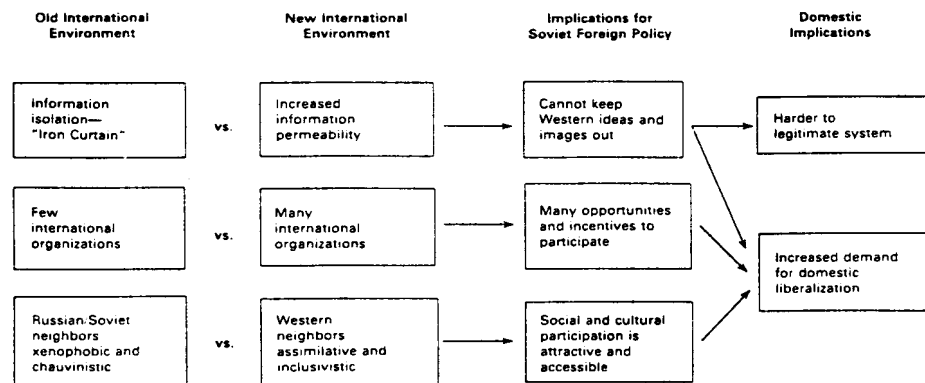 Old International
Environment
New International
Environment
Implications for
Soviet Foreign Policy
Domestic
Implications
Information
isolation—
"Iron Curtain"
vs.
Increased
information
permeability
Cannot keep
Western ideas and
images out
Harder to
legitimate system
Few
international
organizations
vs.
Many
international
organizations
Many opportunities
and incentives to
participate
Increased demand
for domestic
liberalization
Russian/Soviet
neighbors
xenophobic and
chauvinistic
vs.
Western
neighbors
assimilative and
inclusivistic
Social and cultural
participation is
attractive and
accessible